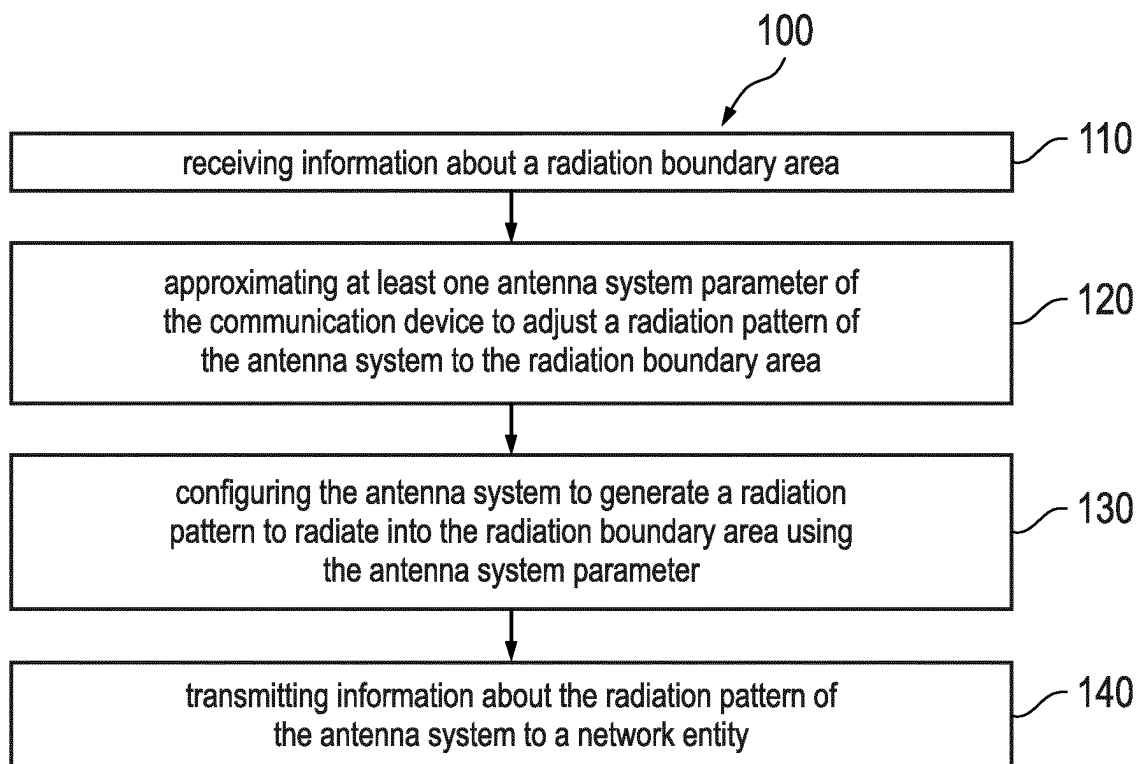 100
receiving information about a radiation boundary area
110
approximating at least one antenna system parameter of
the communication device to adjust a radiation pattern of
the antenna system to the radiation boundary area
120
configuring the antenna system to generate a radiation
pattern to radiate into the radiation boundary area using
the antenna system parameter
130
transmitting information about the radiation pattern of
the antenna system to a network entity
140